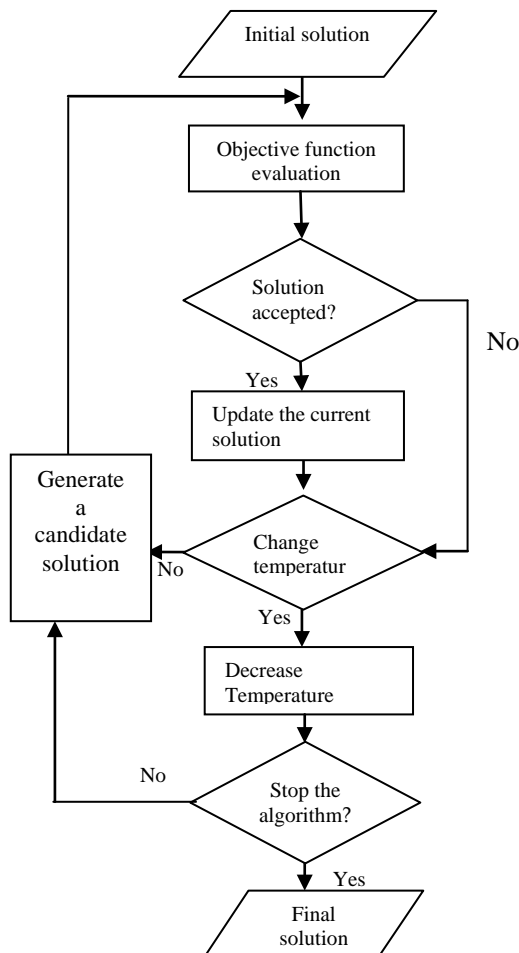 Initial solution
Objective function
evaluation
Solution
accepted?
No
Yes
Update the current
solution
Generate
a
candidate
solution
Change
temperatur
No
Yes
Decrease
Temperature
No
Stop the
algorithm?
Yes
Final
solution